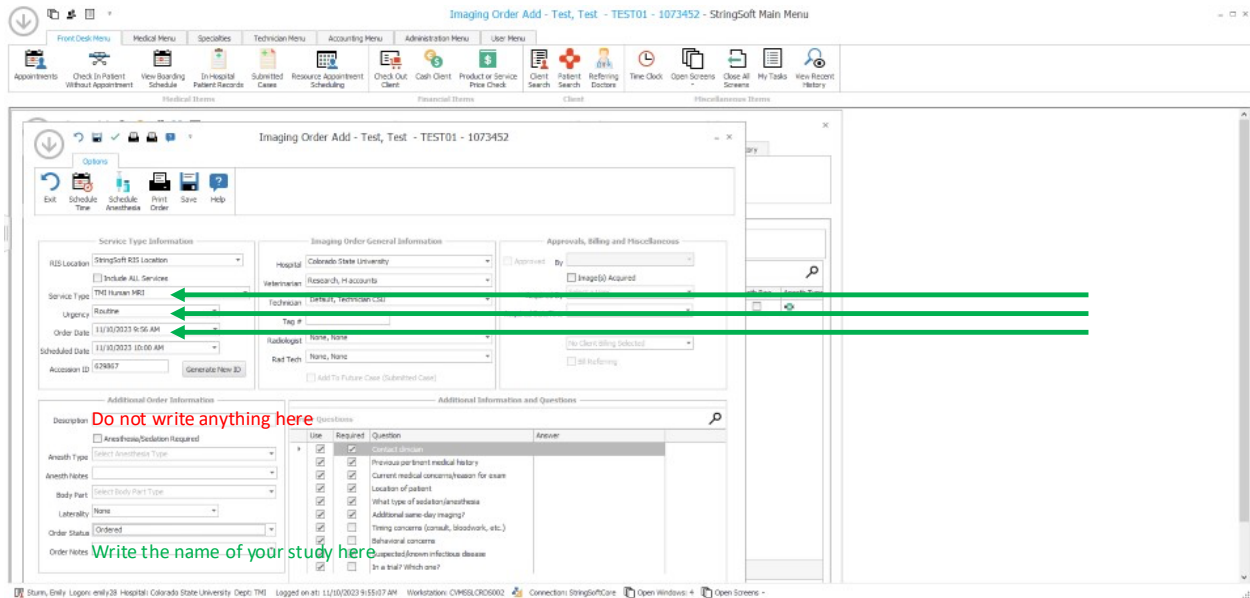 Imaging Order Add - Test, Test - TEST01 - 1073452 - StringSoft Main Menu
Front Desk Menu Medical Menu Specialties Technician Menu Accounting Menu Administration Menu User Menu
Appointments Check In Patient Without Appointment View Boarding Schedule In-Hospital Patient Records Submitted Cases Resource Appointment Scheduling Check Out Client Cash Client Product or Service Price Check Client Search Patient Search Referring Doctors Time Clock Open Screens Close All Screens My Tasks View Recent History
Medical Items Financial Items Client Miscellaneous Items
Imaging Order Add - Test, Test - TEST01 - 1073452
Options
Exit Schedule Time Schedule Anesthesia Print Order Save Help
Service Type Information Imaging Order General Information Approvals, Billing and Miscellaneous
RIS Location StringSoft RIS Location Hospital Colorado State University Approved By
Include ALL Services Veterinarian Research, H accounts Image(s) Acquired
Service Type TMI Human MRI Technician Default, Technician CSU
Urgency Routine Tag #
Order Date 11/10/2023 9:56 AM Radiologist None, None No Client Billing Selected
Scheduled Date 11/10/2023 10:00 AM Rad Tech None, None Bill Referring
Accession ID 629867 Generate New ID Add To Future Case (Submitted Case)
Additional Order Information Additional Information and Questions
Description Do not write anything here Questions
Anesthesia/Sedation Required Use Required Question Answer
Anesth Type Select Anesthesia Type Contact clinician
Previous pertinent medical history
Anesth Notes Current medical concerns/reason for exam
Body Part Select Body Part Type Location of patient
What type of sedation/anesthesia
Laterality None Additional same-day imaging?
Order Status Ordered Timing concerns (consult, bloodwork, etc.)
Behavioral concerns
Order Notes Write the name of your study here Suspected/known infectious disease
In a trial? Which one?
Sturm, Emily Logon: emily28 Hospital: Colorado State University Dept: TMI Logged on at: 11/10/2023 9:55:07 AM Workstation: CVMSSLCRDS002 Connection: StringSoftCore Open Windows: 4 Open Screens